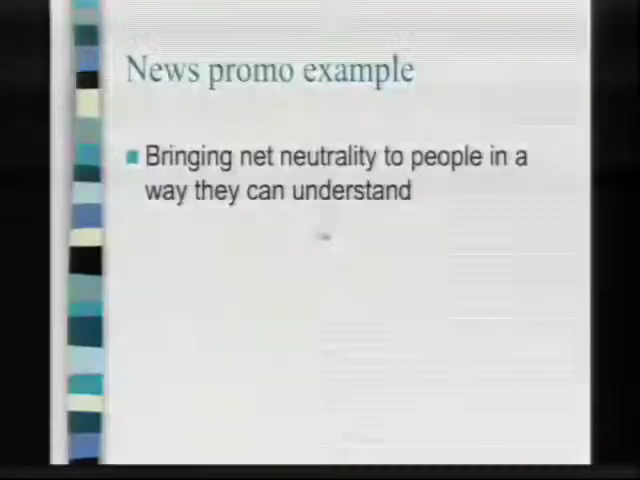 News promo example
Bringing net neutrality to people in a
way they can understand